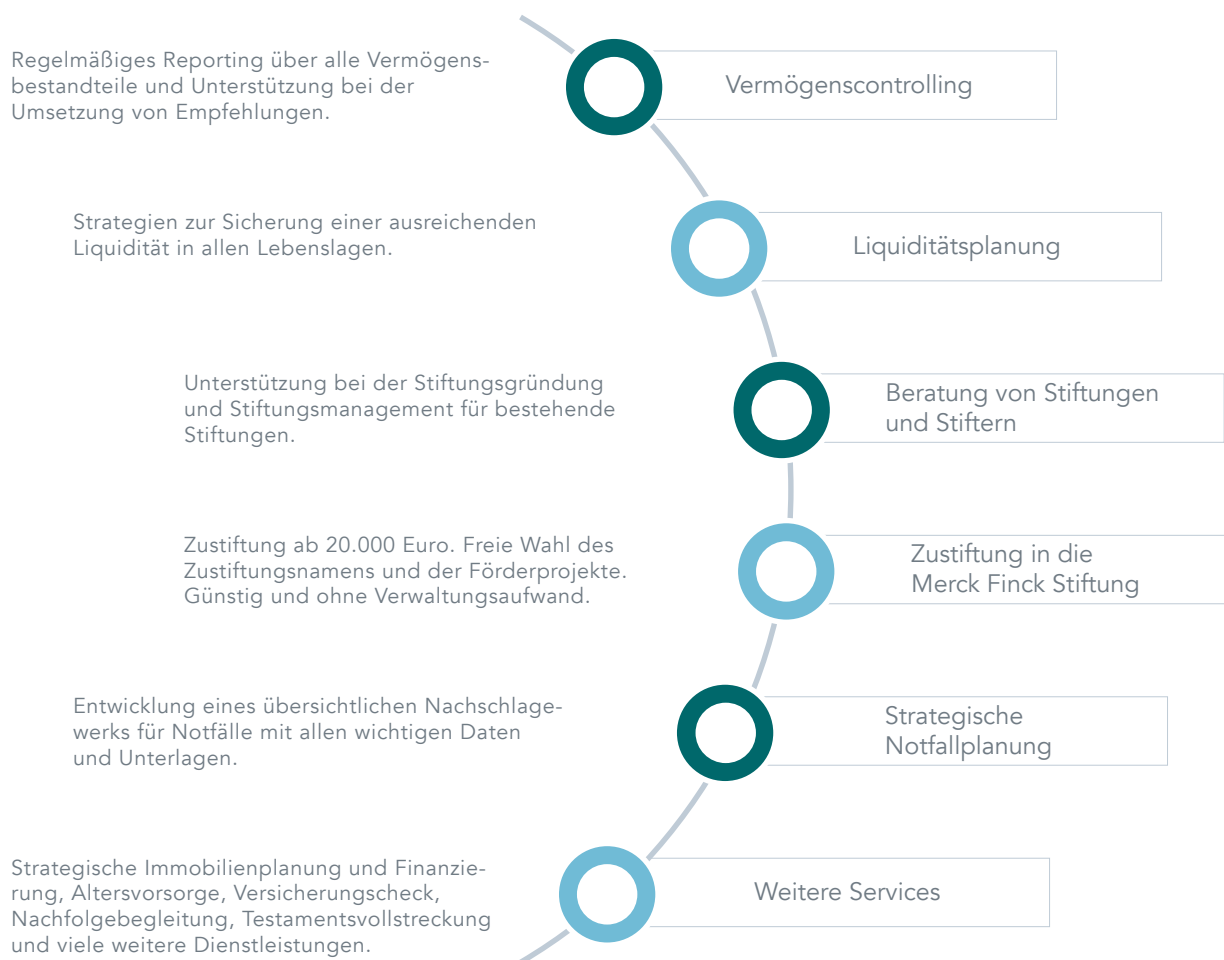 Regelmäßiges Reporting über alle Vermögens-
bestandteile und Unterstützung bei der
Umsetzung von Empfehlungen.
Vermögenscontrolling
Strategien zur Sicherung einer ausreichenden
Liquidität in allen Lebenslagen.
Liquiditätsplanung
Unterstützung bei der Stiftungsgründung
und Stiftungsmanagement für bestehende
Stiftungen.
Beratung von Stiftungen
und Stiftern
Zustiftung ab 20.000 Euro. Freie Wahl des
Zustiftungsnamens und der Förderprojekte.
Günstig und ohne Verwaltungsaufwand.
Zustiftung in die
Merck Finck Stiftung
Entwicklung eines übersichtlichen Nachschlage-
werks für Notfälle mit allen wichtigen Daten
und Unterlagen.
Strategische
Notfallplanung
Strategische Immobilienplanung und Finanzie-
rung, Altersvorsorge, Versicherungscheck,
Nachfolgebegleitung, Testamentsvollstreckung
und viele weitere Dienstleistungen.
Weitere Services